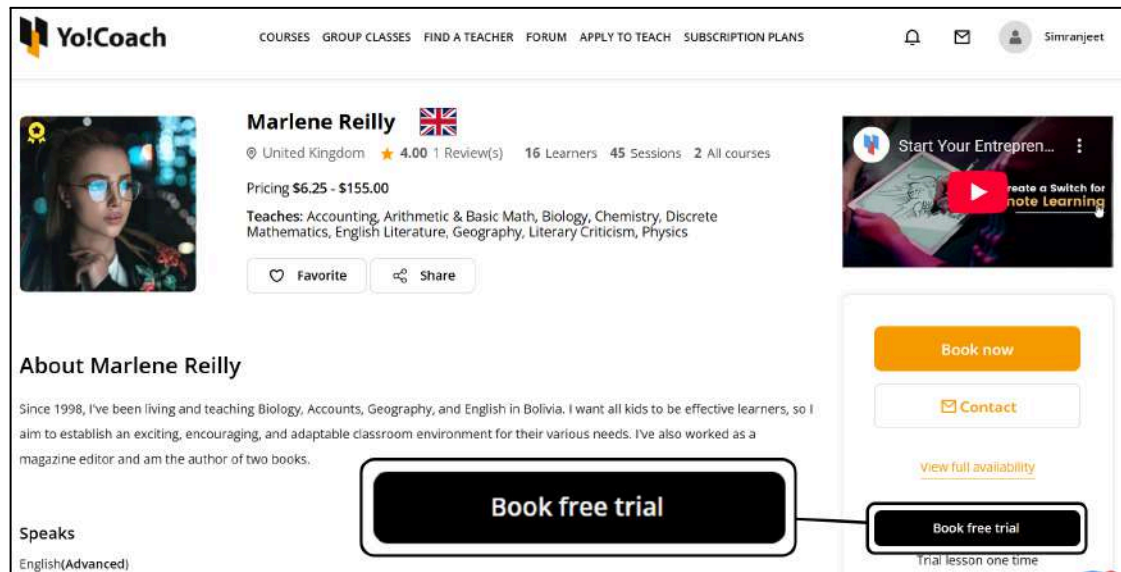 Yo!Coach
COURSES GROUP CLASSES FIND A TEACHER FORUM APPLY TO TEACH SUBSCRIPTION PLANS
Simranjeet
Marlene Reilly
United Kingdom 4.00 1 Review(s) 16 Learners 45 Sessions 2 All courses
Pricing $6.25 - $155.00
Teaches: Accounting, Arithmetic & Basic Math, Biology, Chemistry, Discrete
Mathematics, English Literature, Geography, Literary Criticism, Physics
Favorite Share
Start Your Entrepren...
reate a Switch for
note Learning
Book now
Contact
View full availability
Book free trial
Trial lesson one time
About Marlene Reilly
Since 1998, I've been living and teaching Biology, Accounts, Geography, and English in Bolivia. I want all kids to be effective learners, so I
aim to establish an exciting, encouraging, and adaptable classroom environment for their various needs. I've also worked as a
magazine editor and am the author of two books.
Book free trial
Speaks
English(Advanced)